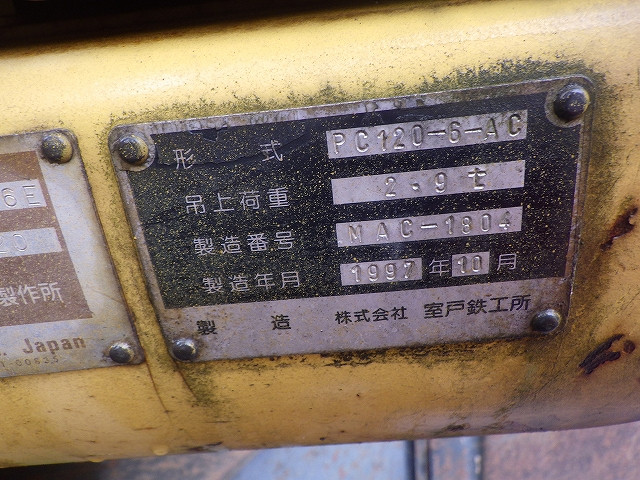 形式 PC120-6-AC
吊上荷重 2.9t
製造番号 MAC-1804
製造年月 1997年10月
製造 株式会社 室戸鉄工所
6E
製作所
Japan